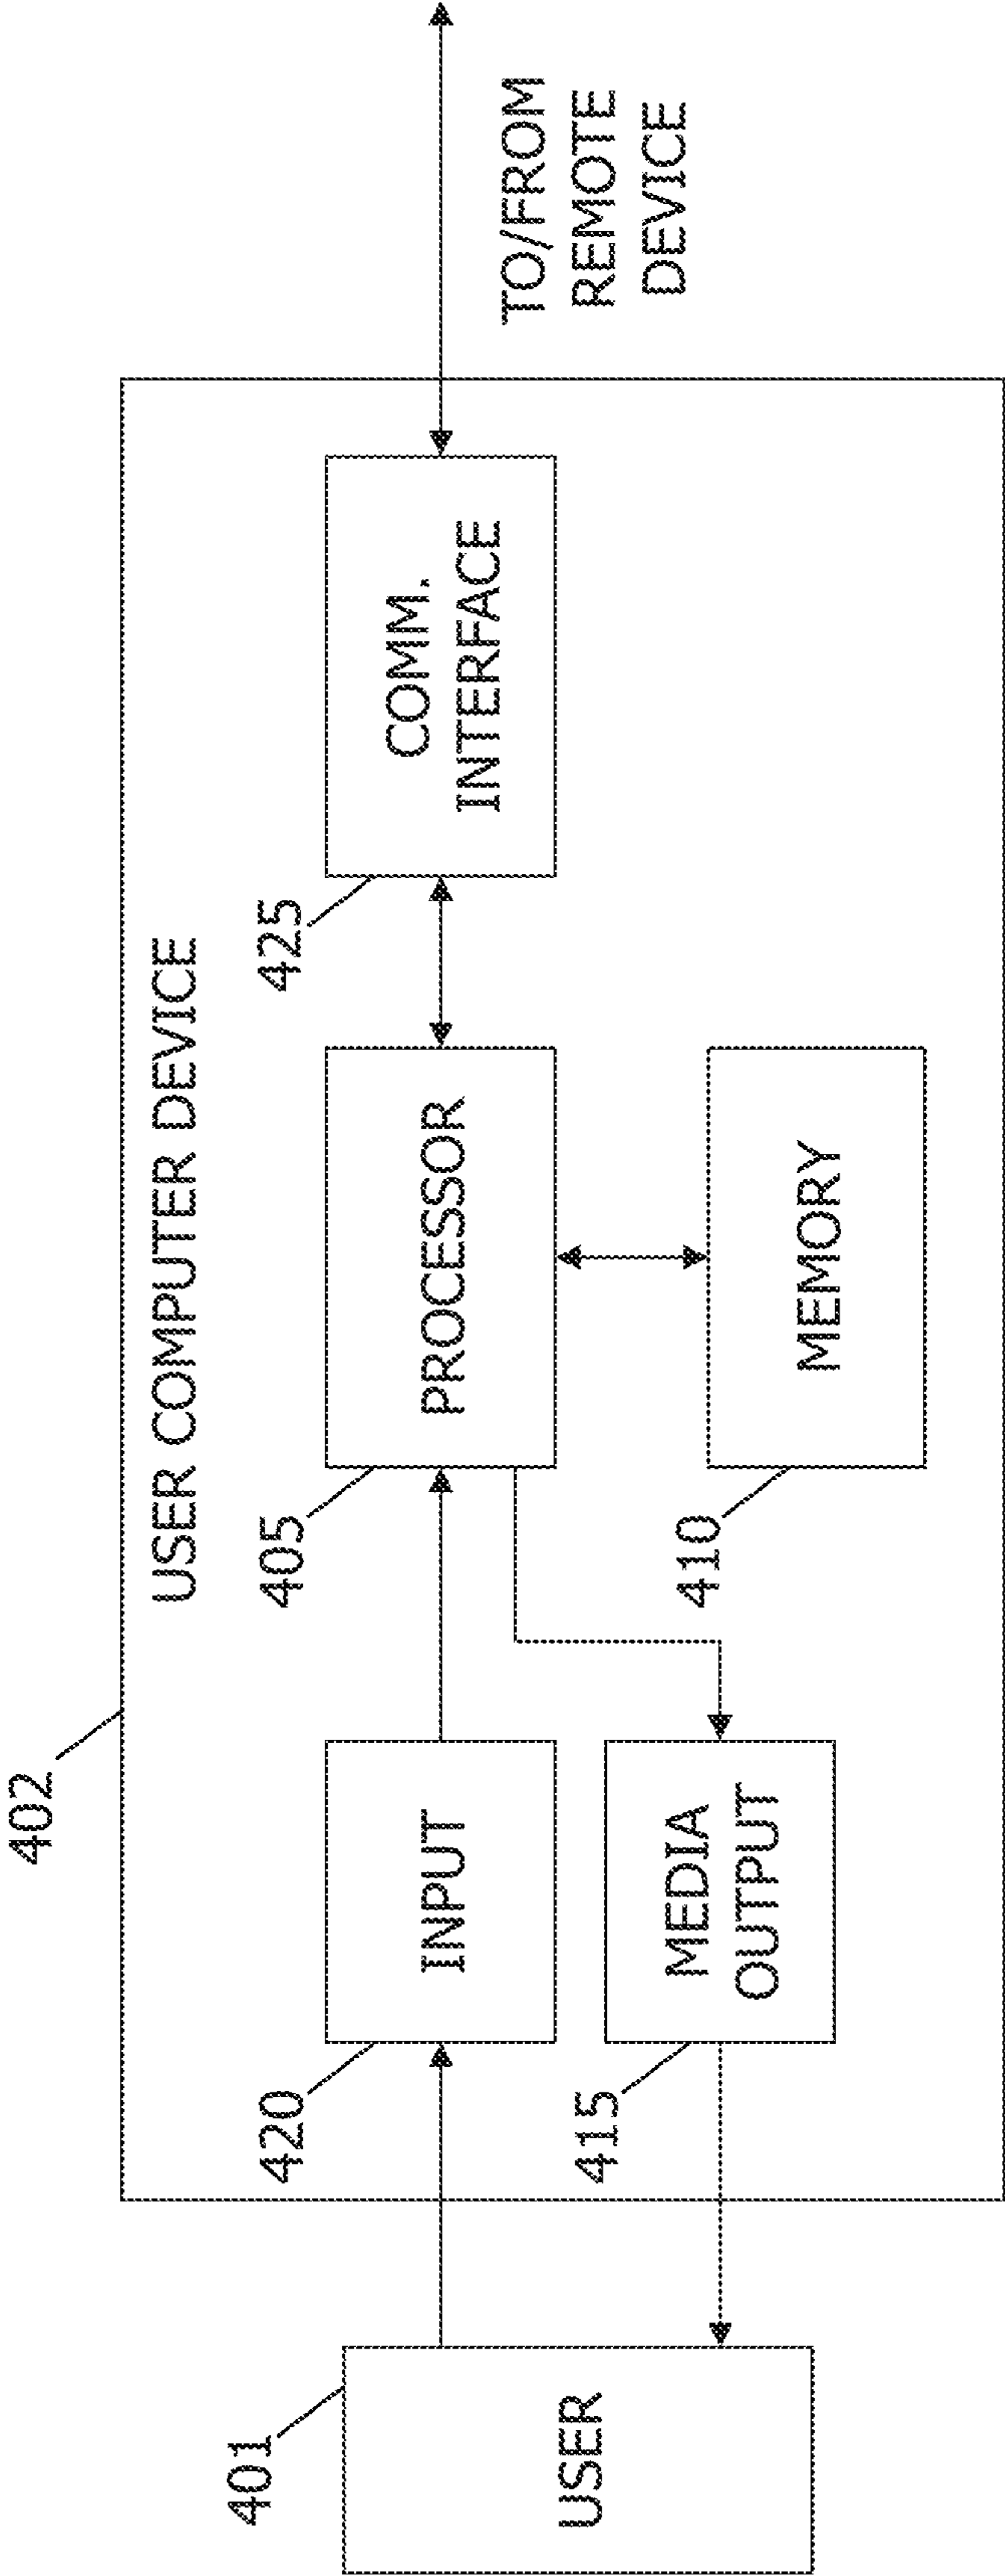 402
USER COMPUTER DEVICE
401
USER
420
INPUT
405
PROCESSOR
425
COMM.
INTERFACE
TO/FROM
REMOTE
DEVICE
415
MEDIA
OUTPUT
410
MEMORY